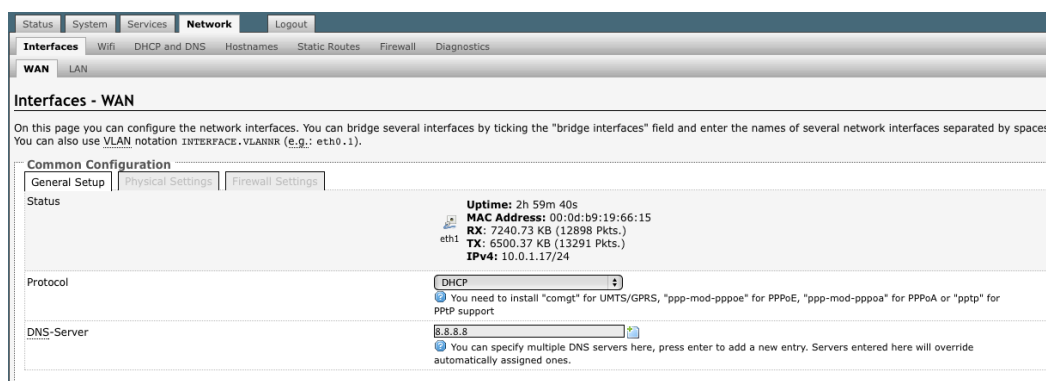 Status System Services Network Logout
Interfaces Wifi DHCP and DNS Hostnames Static Routes Firewall Diagnostics
WAN LAN
Interfaces - WAN
On this page you can configure the network interfaces. You can bridge several interfaces by ticking the "bridge interfaces" field and enter the names of several network interfaces separated by spaces
You can also use VLAN notation INTERFACE.VLANNR (e.g.: eth0.1).
Common Configuration
General Setup Physical Settings Firewall Settings
Status
eth1
Uptime: 2h 59m 40s
MAC Address: 00:0d:b9:19:66:15
RX: 7240.73 KB (12898 Pkts.)
TX: 6500.37 KB (13291 Pkts.)
IPv4: 10.0.1.17/24
Protocol
DHCP
You need to install "comgt" for UMTS/GPRS, "ppp-mod-pppoe" for PPPoE, "ppp-mod-pppoa" for PPPoA or "pptp" for
PPtP support
DNS-Server
8.8.8.8
You can specify multiple DNS servers here, press enter to add a new entry. Servers entered here will override
automatically assigned ones.